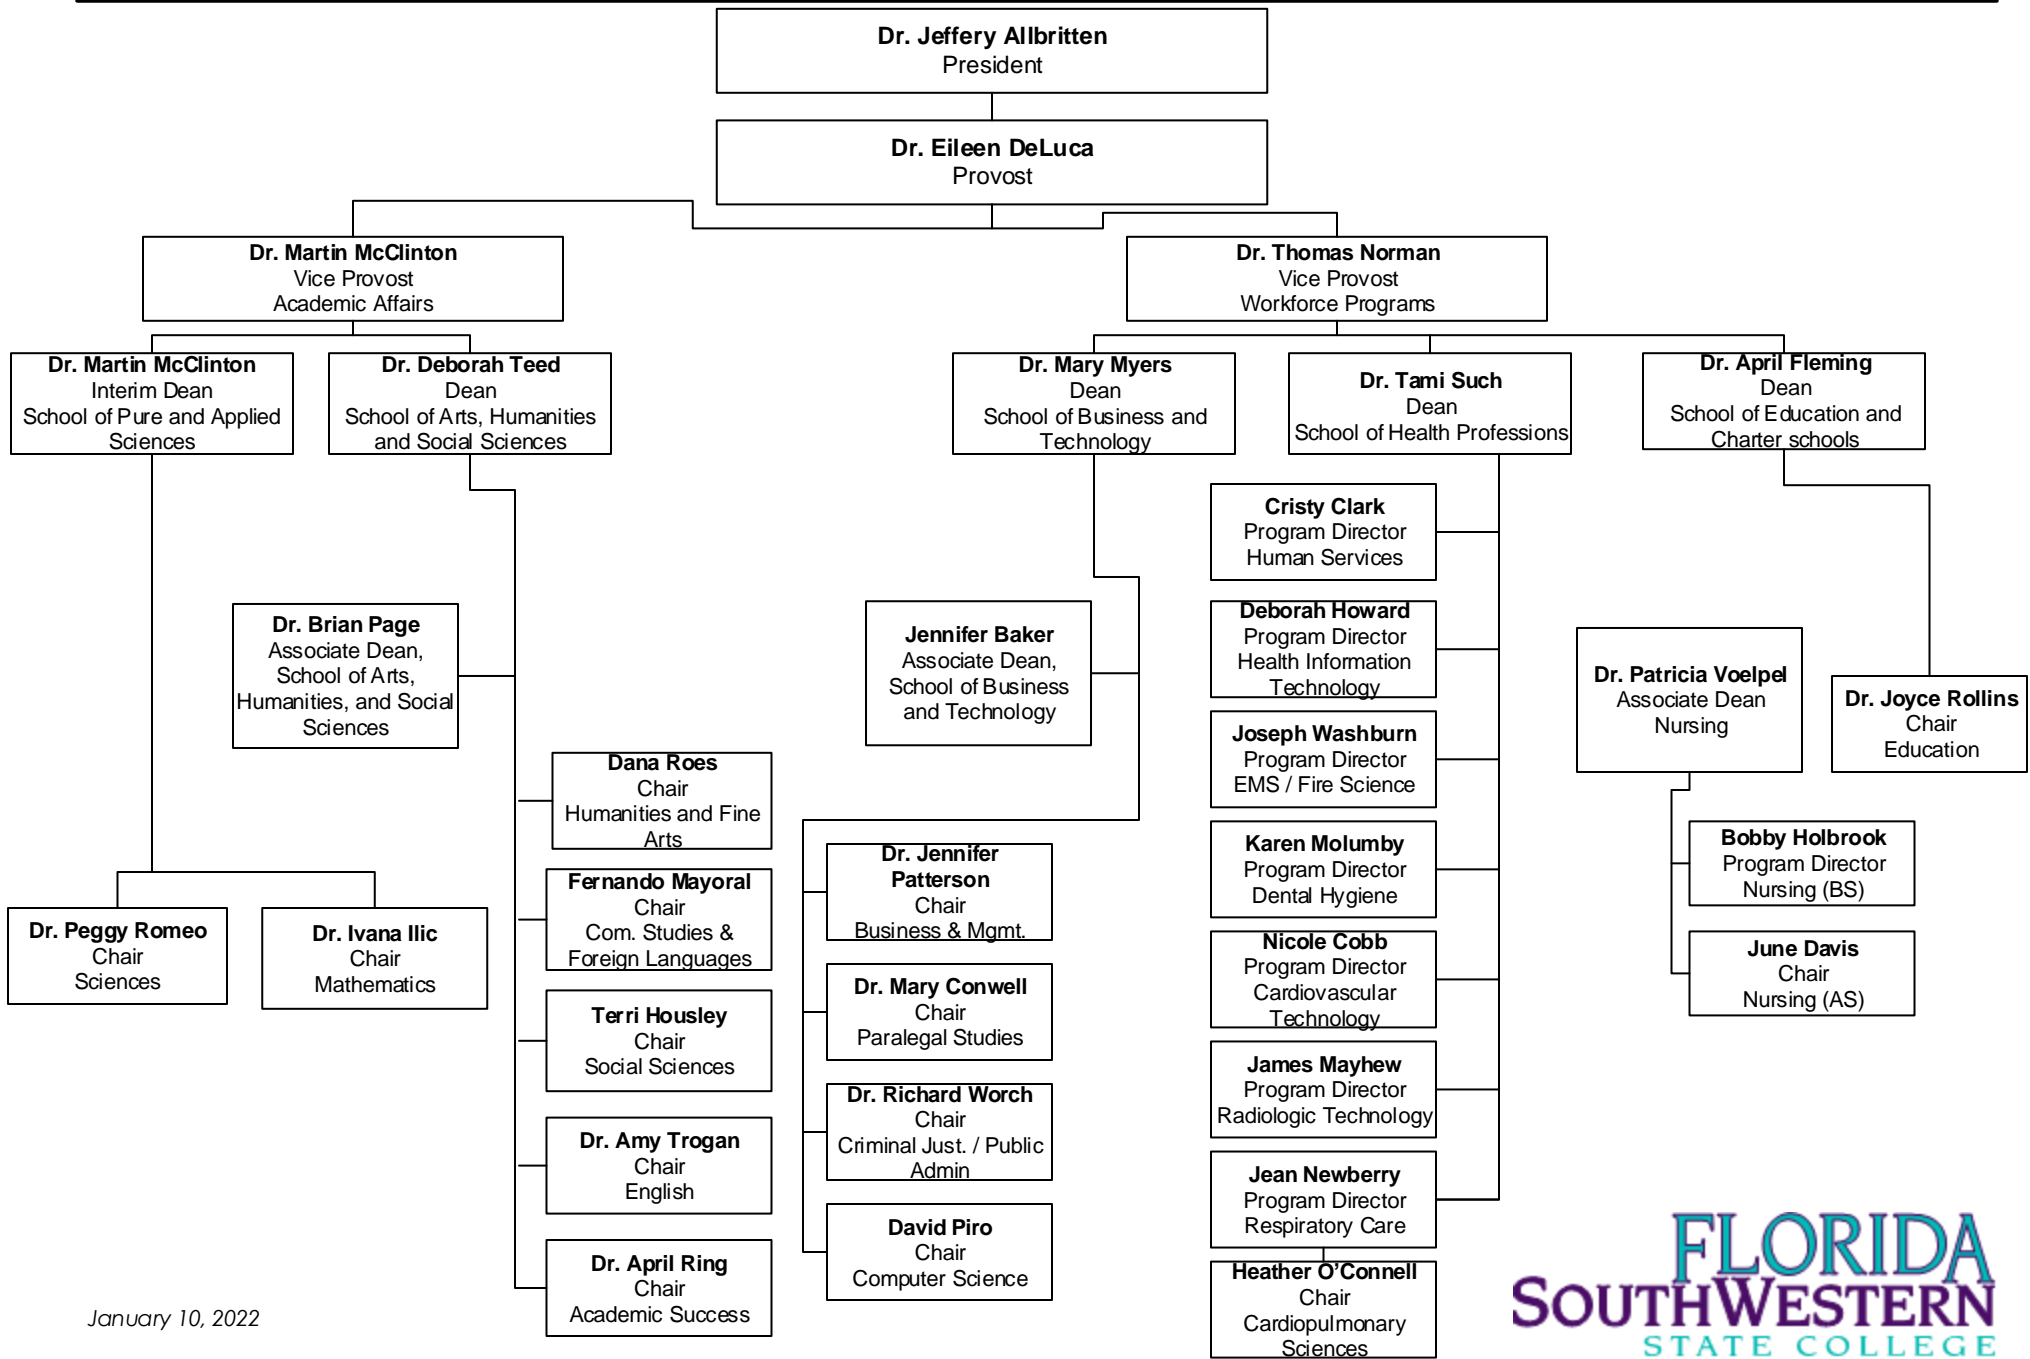 Dr. Jeffery Allbritten
President
Dr. Eileen DeLuca
Provost
Dr. Martin McClinton
Vice Provost
Academic Affairs
Dr. Thomas Norman
Vice Provost
Workforce Programs
Dr. Martin McClinton
Interim Dean
School of Pure and Applied
Sciences
Dr. Deborah Teed
Dean
School of Arts, Humanities
and Social Sciences
Dr. Mary Myers
Dean
School of Business and
Technology
Dr. Tami Such
Dean
School of Health Professions
Dr. April Fleming
Dean
School of Education and
Charter schools
Dr. Brian Page
Associate Dean,
School of Arts,
Humanities, and Social
Sciences
Dana Roes
Chair
Humanities and Fine
Arts
Fernando Mayoral
Chair
Com. Studies &
Foreign Languages
Terri Housley
Chair
Social Sciences
Dr. Amy Trogan
Chair
English
Dr. April Ring
Chair
Academic Success
Dr. Peggy Romeo
Chair
Sciences
Dr. Ivana Ilic
Chair
Mathematics
Jennifer Baker
Associate Dean,
School of Business
and Technology
Dr. Jennifer
Patterson
Chair
Business & Mgmt.
Dr. Mary Conwell
Chair
Paralegal Studies
Dr. Richard Worch
Chair
Criminal Just. / Public
Admin
David Piro
Chair
Computer Science
Cristy Clark
Program Director
Human Services
Deborah Howard
Program Director
Health Information
Technology
Joseph Washburn
Program Director
EMS / Fire Science
Karen Molumby
Program Director
Dental Hygiene
Nicole Cobb
Program Director
Cardiovascular
Technology
James Mayhew
Program Director
Radiologic Technology
Jean Newberry
Program Director
Respiratory Care
Heather O’Connell
Chair
Cardiopulmonary
Sciences
Dr. Patricia Voelpel
Associate Dean
Nursing
Bobby Holbrook
Program Director
Nursing (BS)
June Davis
Chair
Nursing (AS)
Dr. Joyce Rollins
Chair
Education
January 10, 2022
FLORIDA
SOUTHWESTERN
STATE COLLEGE